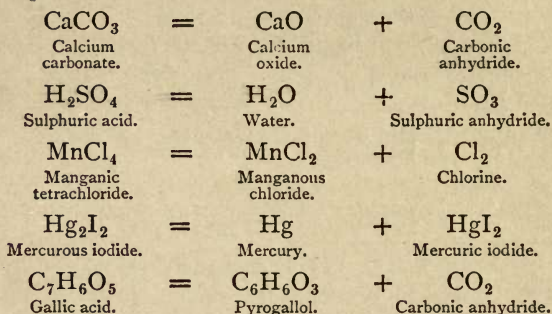 CaCO₃ = CaO + CO₂
Calcium Calcium Carbonic
carbonate. oxide. anhydride.
H₂SO₄ = H₂O + SO₃
Sulphuric acid. Water. Sulphuric anhydride.
MnCl₄ = MnCl₂ + Cl₂
Manganic Manganous Chlorine.
tetrachloride. chloride.
Hg₂I₂ = Hg + HgI₂
Mercurous iodide. Mercury. Mercuric iodide.
C₇H₆O₅ = C₆H₆O₃ + CO₂
Gallic acid. Pyrogallol. Carbonic anhydride.